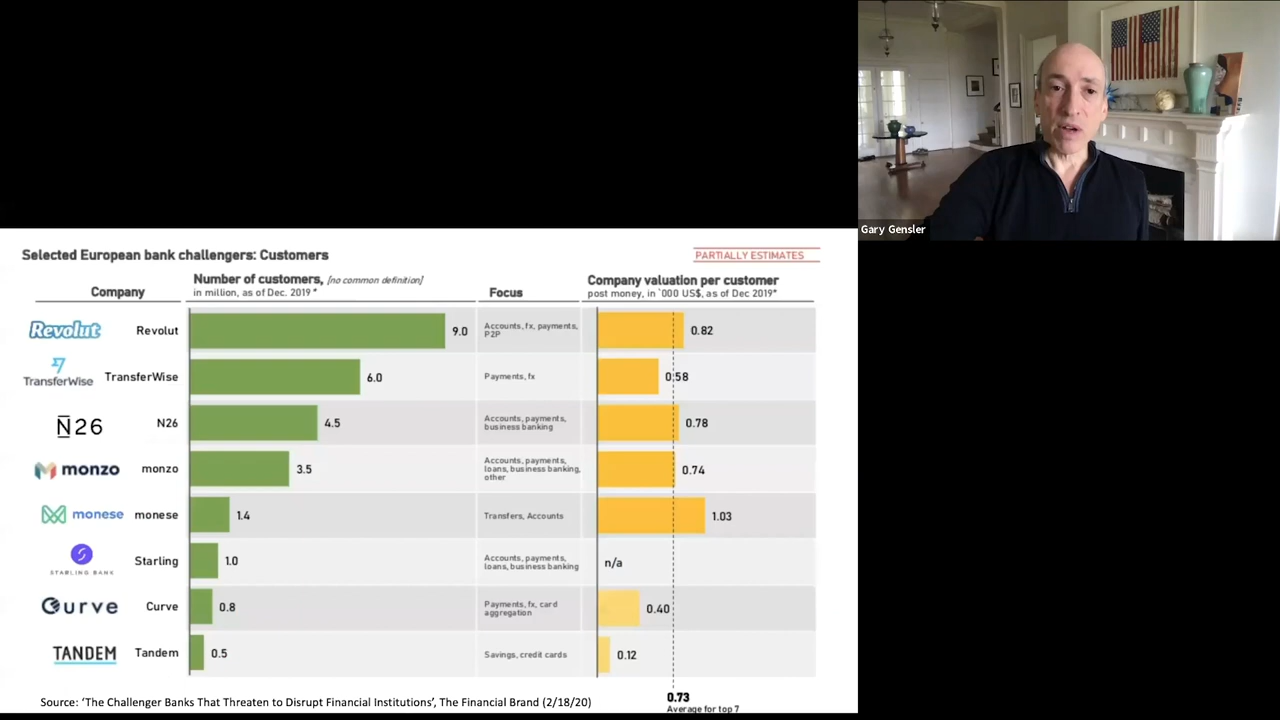 Gary Gensler
Selected European bank challengers: Customers
PARTIALLY ESTIMATES
Company
Number of customers, [no common definition]
in million, as of Dec. 2019 *
Focus
Company valuation per customer
post money, in `000 US$, as of Dec 2019*
Revolut
Revolut
9.0
Accounts, fx, payments,
P2P
0.82
TransferWise
TransferWise
6.0
Payments, fx
0.58
N26
N26
4.5
Accounts, payments,
business banking
0.78
monzo
monzo
3.5
Accounts, payments,
loans, business banking,
other
0.74
monese
monese
1.4
Transfers, Accounts
1.03
STARLING BANK
Starling
1.0
Accounts, payments,
loans, business banking
n/a
Curve
Curve
0.8
Payments, fx, card
aggregation
0.40
TANDEM
Tandem
0.5
Savings, credit cards
0.12
0.73
Average for top 7
Source: ‘The Challenger Banks That Threaten to Disrupt Financial Institutions’, The Financial Brand (2/18/20)